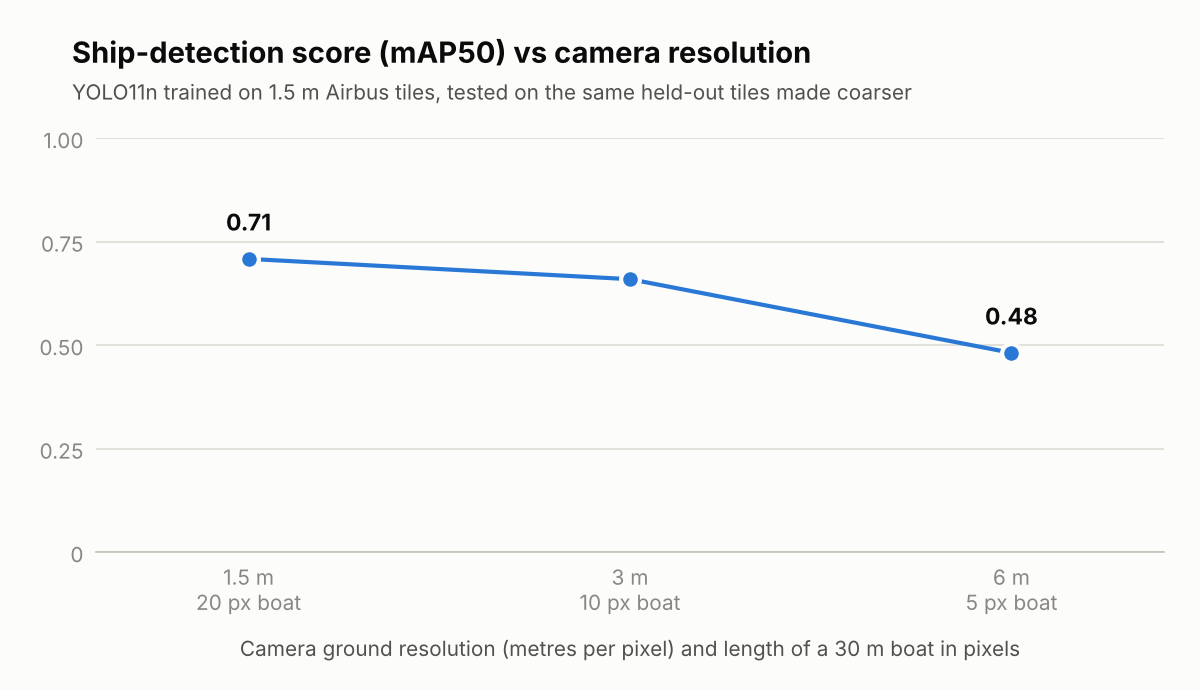 Ship-detection score (mAP50) vs camera resolution
YOLO11n trained on 1.5 m Airbus tiles, tested on the same held-out tiles made coarser
1.00
0.71
0.75
0.48
0.50
0.25
0
1.5 m
3 m
6 m
20 px boat
10 px boat
5 px boat
Camera ground resolution (metres per pixel) and length of a 30 m boat in pixels